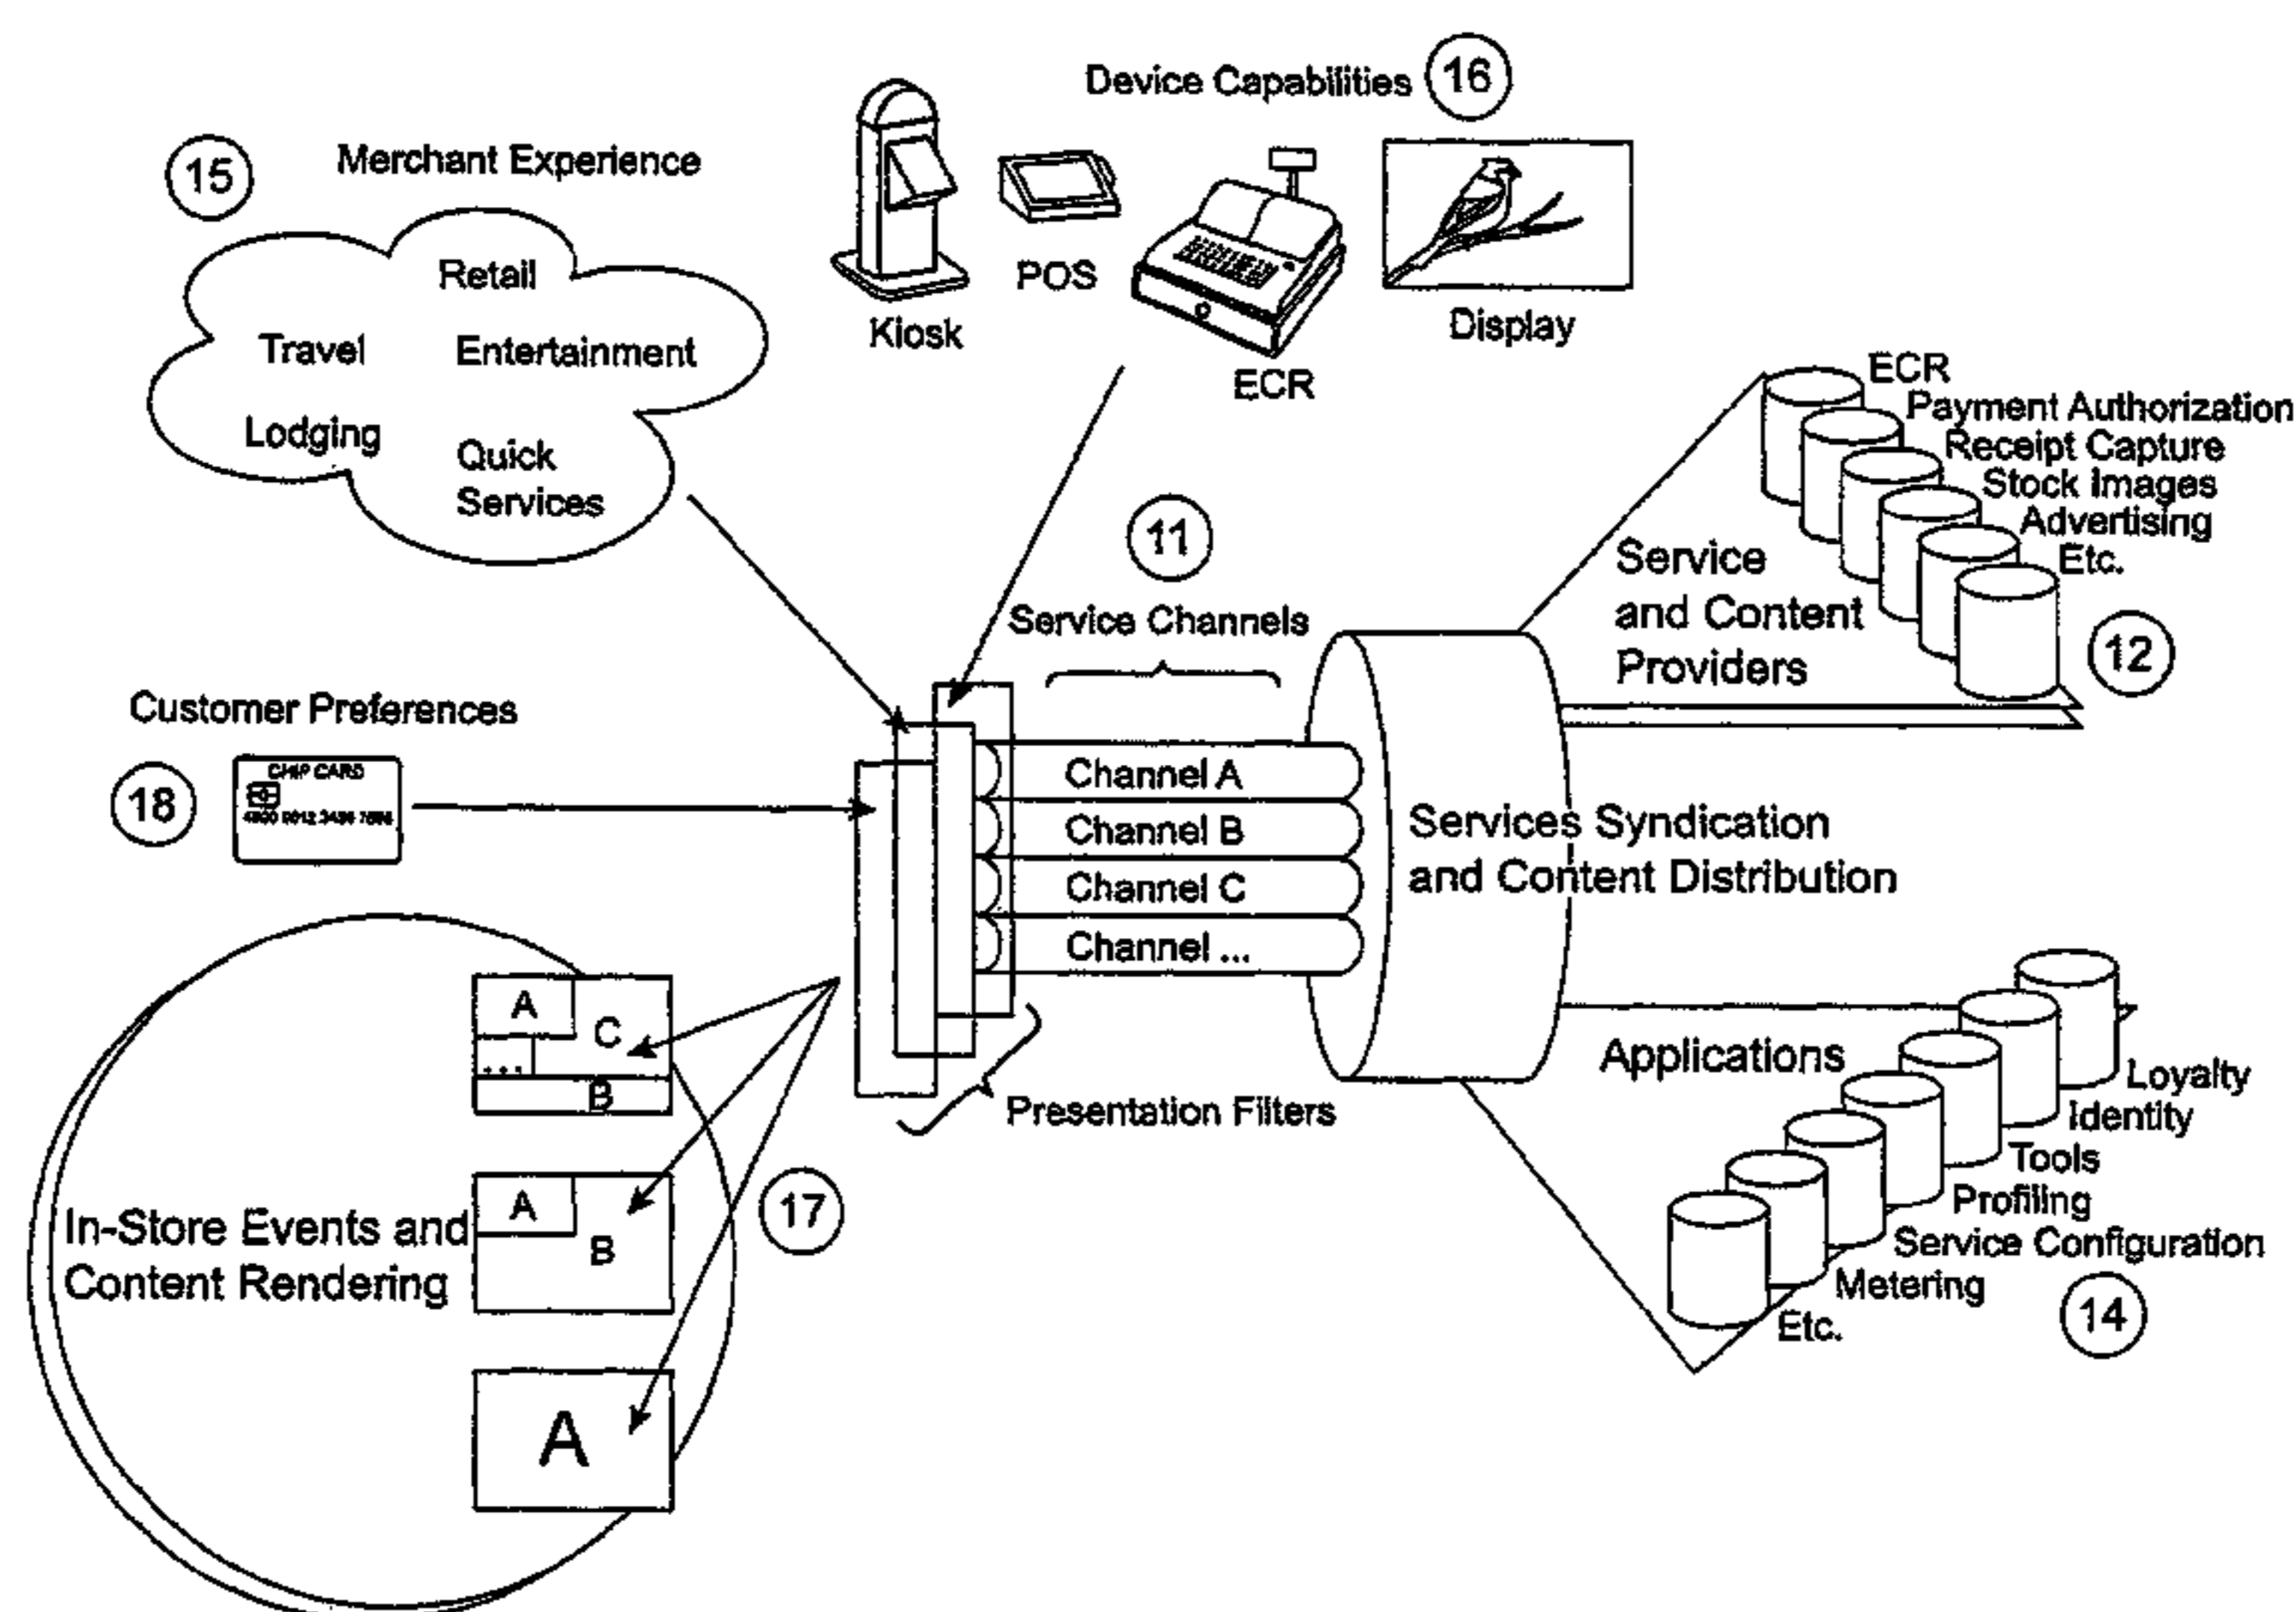 Device Capabilities 16
15 Merchant Experience
Retail
Travel Entertainment
Lodging
Quick
Services
Kiosk
POS
ECR
Display
ECR
Payment Authorization
Receipt Capture
Stock Images
Advertising
Etc.
Service
and Content
Providers
12
11
Service Channels
Customer Preferences
18
CHIP CARD
Channel A
Channel B
Channel C
Channel ...
Services Syndication
and Content Distribution
Presentation Filters
Applications
Loyalty
Identity
Tools
Profiling
Service Configuration
Metering
Etc.
14
In-Store Events and
Content Rendering
A
C
...
B
A
B
A
17